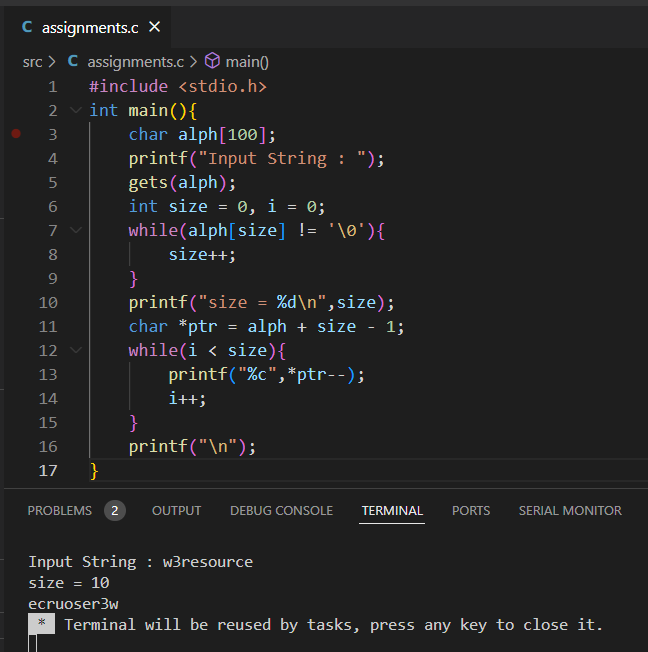 C assignments.c ×
src > C assignments.c > main()
1 #include <stdio.h>
2 int main(){
3     char alph[100];
4     printf("Input String : ");
5     gets(alph);
6     int size = 0, i = 0;
7     while(alph[size] != '\0'){
8         size++;
9     }
10     printf("size = %d\n",size);
11     char *ptr = alph + size - 1;
12     while(i < size){
13         printf("%c",*ptr--);
14         i++;
15     }
16     printf("\n");
17 }
PROBLEMS 2 OUTPUT DEBUG CONSOLE TERMINAL PORTS SERIAL MONITOR
Input String : w3resource
size = 10
ecruoser3w
* Terminal will be reused by tasks, press any key to close it.